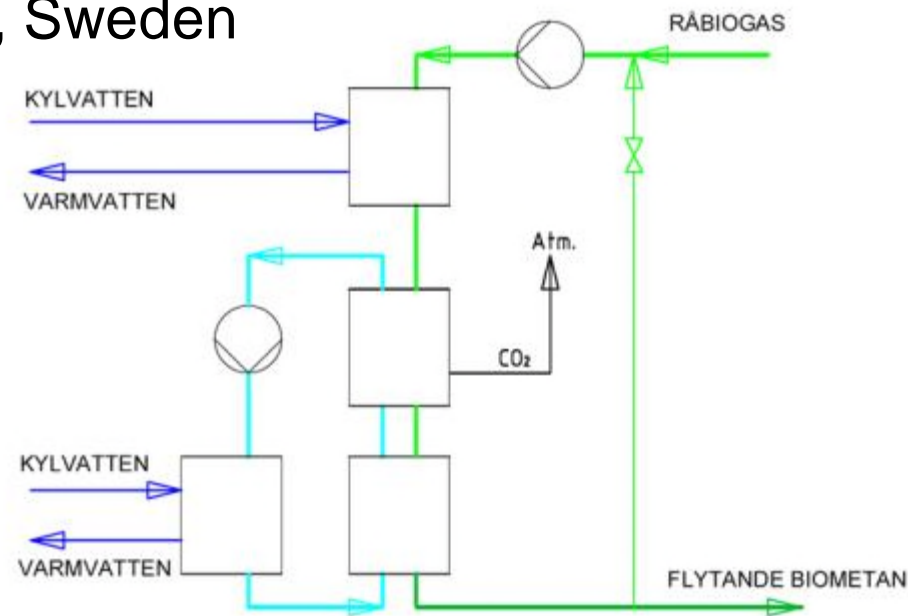 , Sweden
RÅBIOGAS
KYLVATTEN
VARMVATTEN
Atm.
CO₂
KYLVATTEN
VARMVATTEN
FLYTANDE BIOMETAN